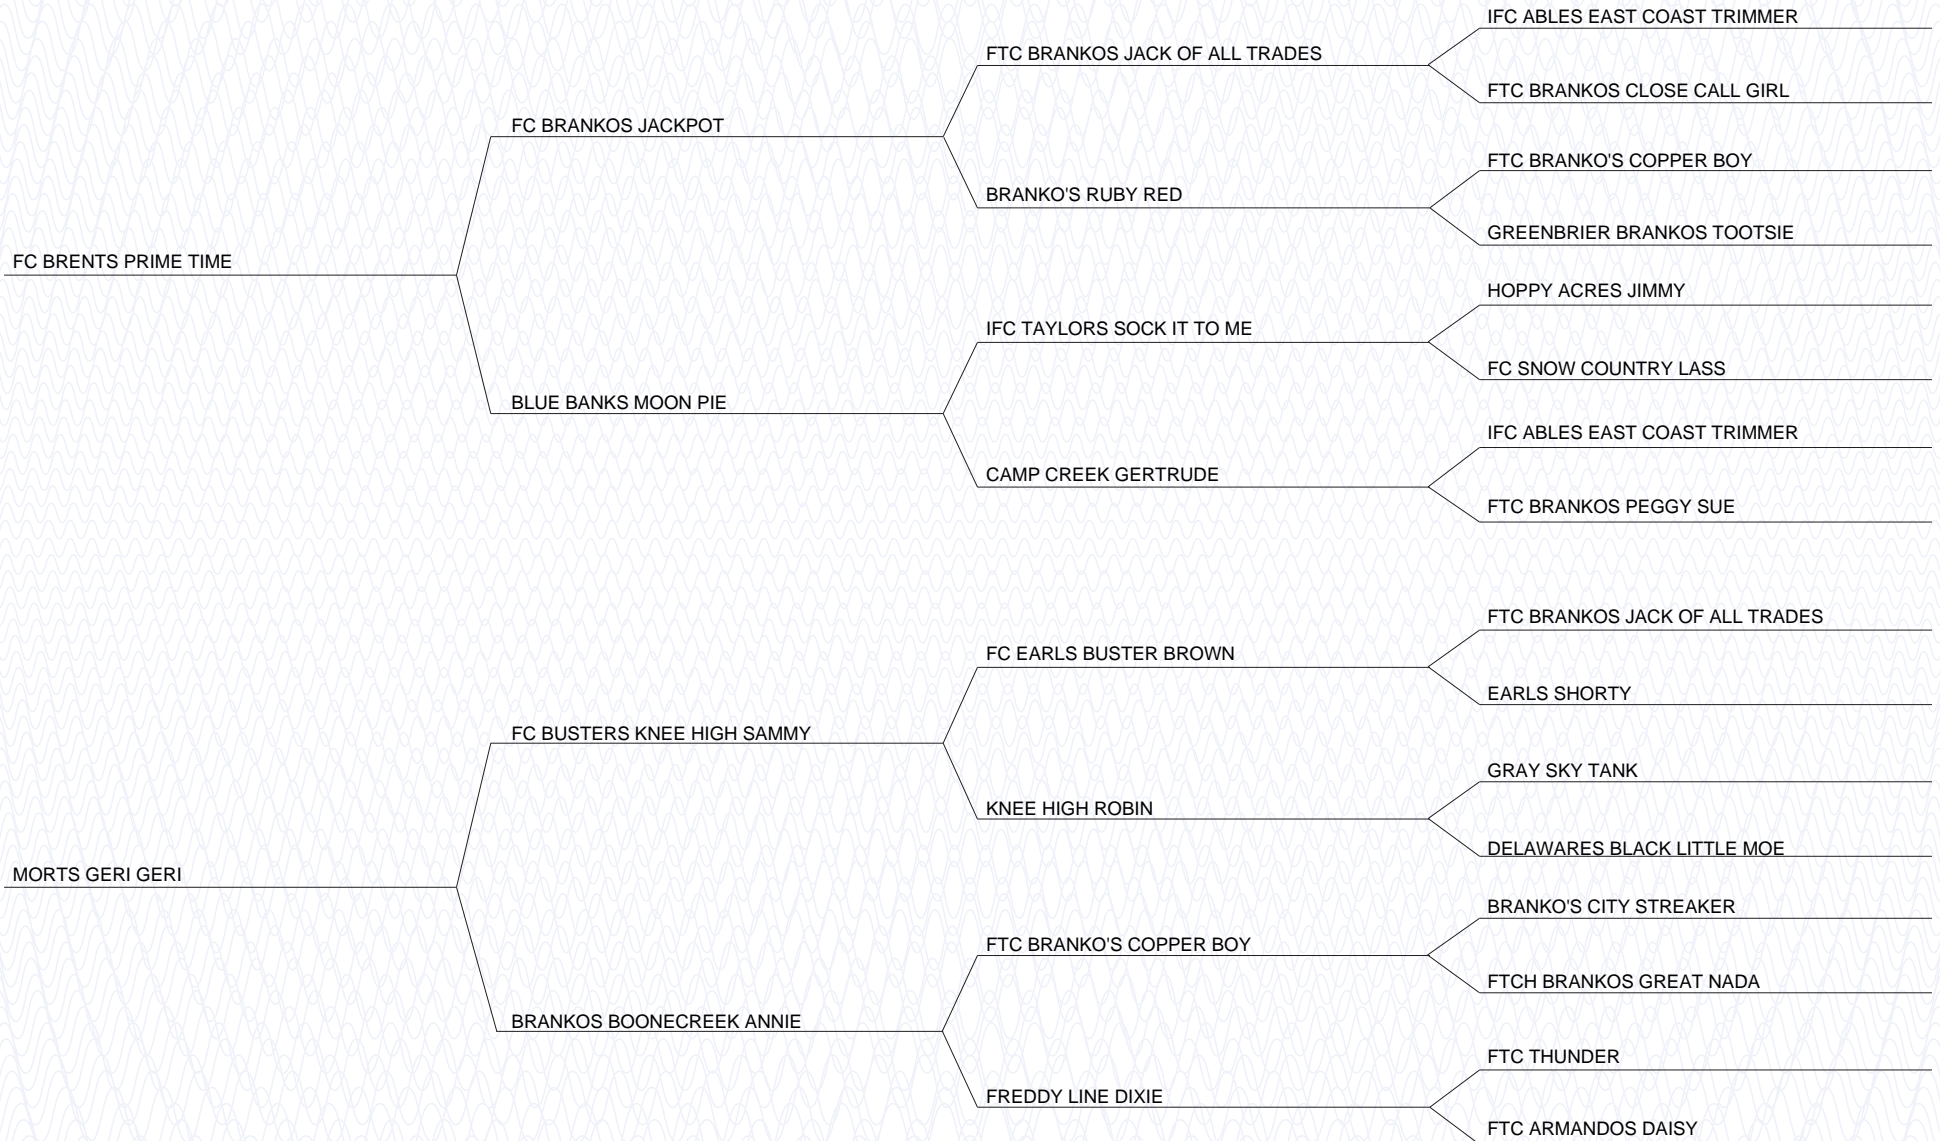 IFC ABLES EAST COAST TRIMMER
FTC BRANKOS JACK OF ALL TRADES
FTC BRANKOS CLOSE CALL GIRL
FC BRANKOS JACKPOT
FTC BRANKO'S COPPER BOY
BRANKO'S RUBY RED
GREENBRIER BRANKOS TOOTSIE
FC BRENTS PRIME TIME
HOPPY ACRES JIMMY
IFC TAYLORS SOCK IT TO ME
FC SNOW COUNTRY LASS
BLUE BANKS MOON PIE
IFC ABLES EAST COAST TRIMMER
CAMP CREEK GERTRUDE
FTC BRANKOS PEGGY SUE
FTC BRANKOS JACK OF ALL TRADES
FC EARLS BUSTER BROWN
EARLS SHORTY
FC BUSTERS KNEE HIGH SAMMY
GRAY SKY TANK
KNEE HIGH ROBIN
DELAWARES BLACK LITTLE MOE
MORTS GERI GERI
BRANKO'S CITY STREAKER
FTC BRANKO'S COPPER BOY
FTCH BRANKOS GREAT NADA
BRANKOS BOONECREEK ANNIE
FTC THUNDER
FREDDY LINE DIXIE
FTC ARMANDOS DAISY